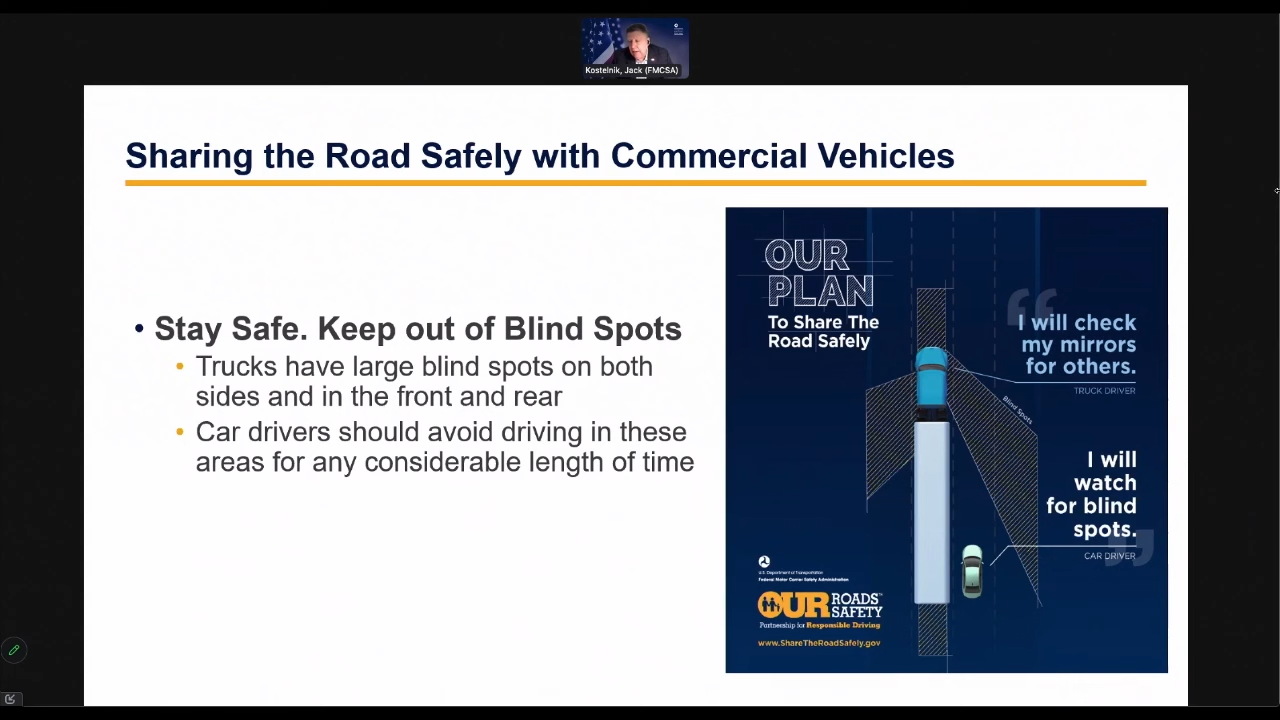 Kostelnik, Jack (FMCSA)
Sharing the Road Safely with Commercial Vehicles
• Stay Safe. Keep out of Blind Spots
• Trucks have large blind spots on both
sides and in the front and rear
• Car drivers should avoid driving in these
areas for any considerable length of time
OUR
PLAN
To Share The
Road Safely
“
I will check
my mirrors
for others.
TRUCK DRIVER
Blind Spots
I will
watch
for blind
spots.
”
CAR DRIVER
U.S. Department of Transportation
Federal Motor Carrier Safety Administration
OUR ROADS
SAFETY™
Partnership for Responsible Driving
www.ShareTheRoadSafely.gov